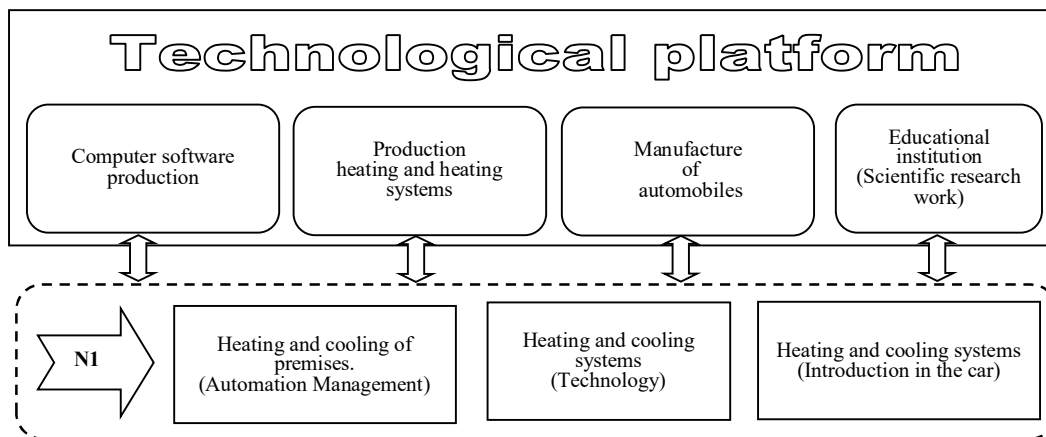 Technological platform
Computer software
production
Production
heating and heating
systems
Manufacture
of
automobiles
Educational
institution
(Scientific research
work)
N1
Heating and cooling of
premises.
(Automation Management)
Heating and cooling
systems
(Technology)
Heating and cooling systems
(Introduction in the car)